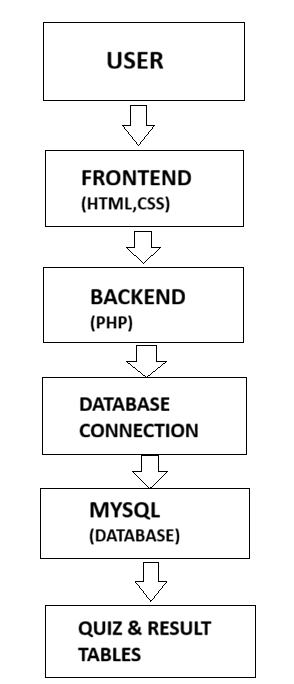 USER
FRONTEND
(HTML,CSS)
BACKEND
(PHP)
DATABASE
CONNECTION
MYSQL
(DATABASE)
QUIZ & RESULT
TABLES